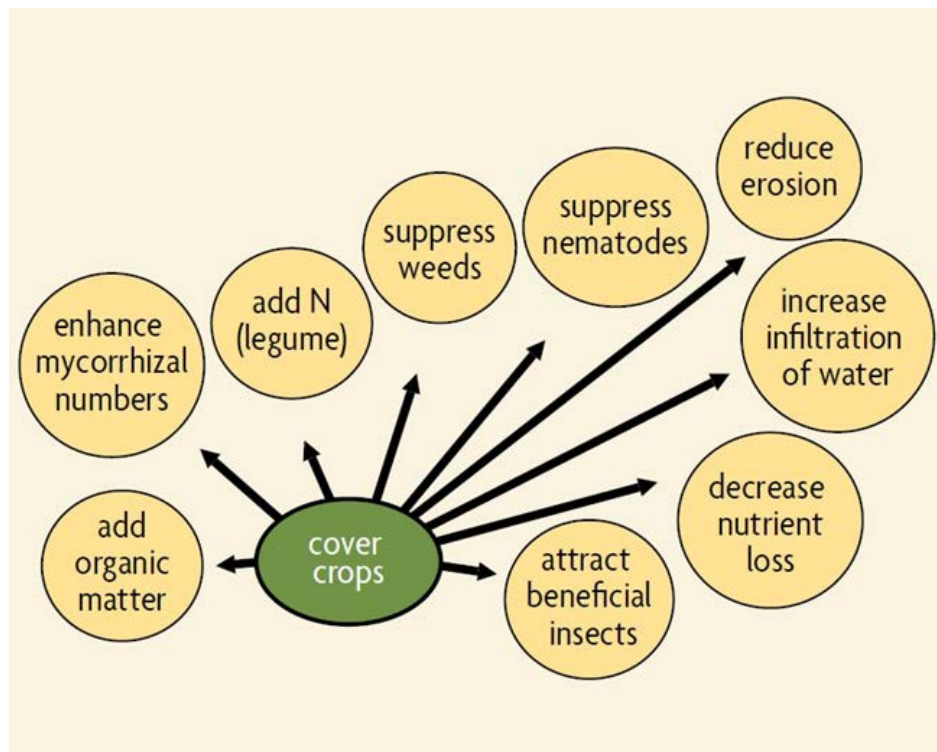 reduce
erosion
suppress
nematodes
suppress
weeds
add N
(legume)
enhance
mycorrhizal
numbers
increase
infiltration
of water
decrease
nutrient
loss
add
organic
matter
cover
crops
attract
beneficial
insects